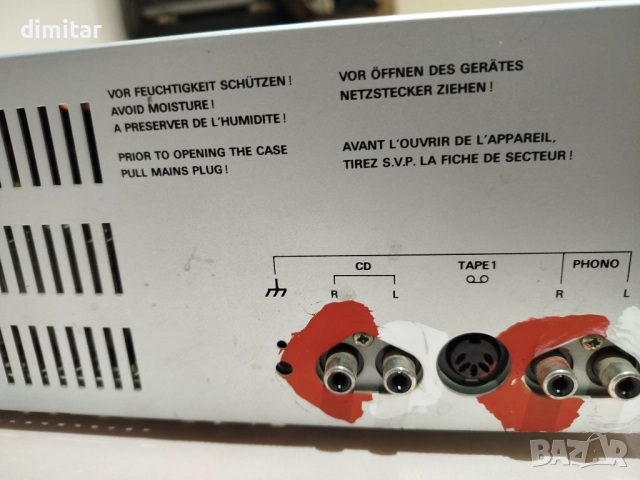 dimitar
VOR FEUCHTIGKEIT SCHÜTZEN!
AVOID MOISTURE!
A PRESERVER DE L'HUMIDITE!
PRIOR TO OPENING THE CASE
PULL MAINS PLUG!
VOR ÖFFNEN DES GERÄTES
NETZSTECKER ZIEHEN!
AVANT L'OUVRIR DE L'APPAREIL,
TIREZ S.V.P. LA FICHE DE SECTEUR!
CD
TAPE 1
PHONO
R
L
R
L
BAZAR